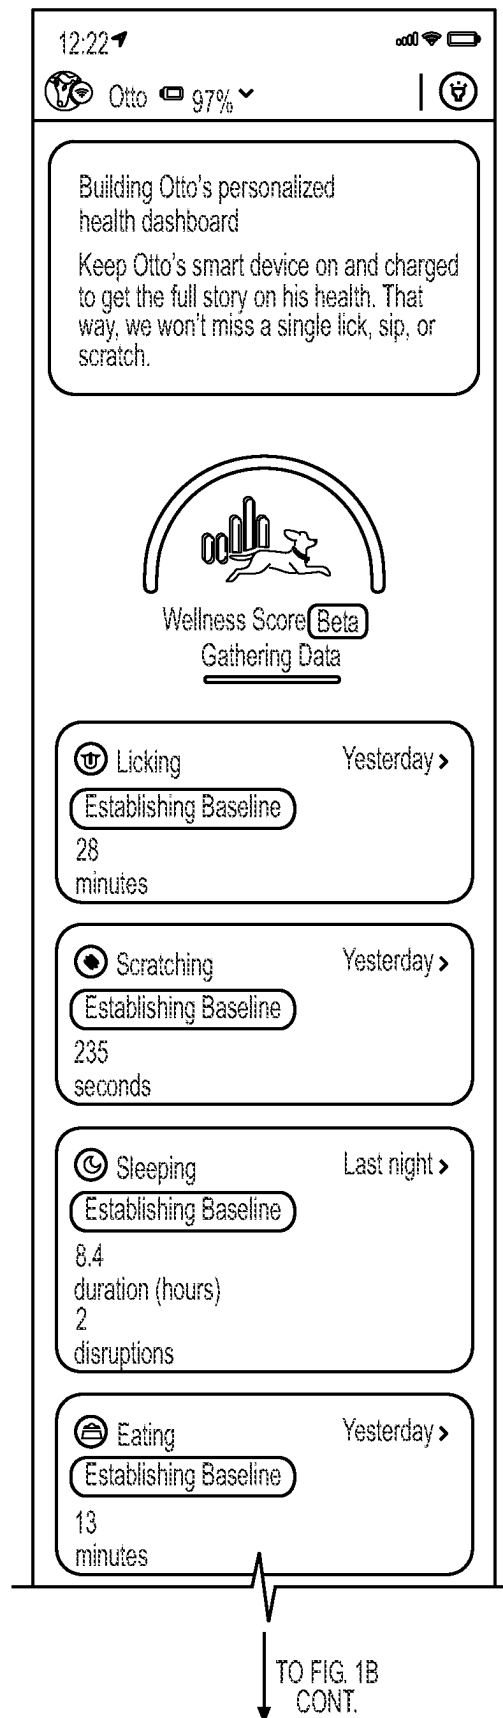 12:22
Otto 97%
Building Otto's personalized
health dashboard
Keep Otto's smart device on and charged
to get the full story on his health. That
way, we won't miss a single lick, sip, or
scratch.
Wellness Score Beta
Gathering Data
Licking Yesterday >
Establishing Baseline
28
minutes
Scratching Yesterday >
Establishing Baseline
235
seconds
Sleeping Last night >
Establishing Baseline
8.4
duration (hours)
2
disruptions
Eating Yesterday >
Establishing Baseline
13
minutes
TO FIG. 1B
CONT.